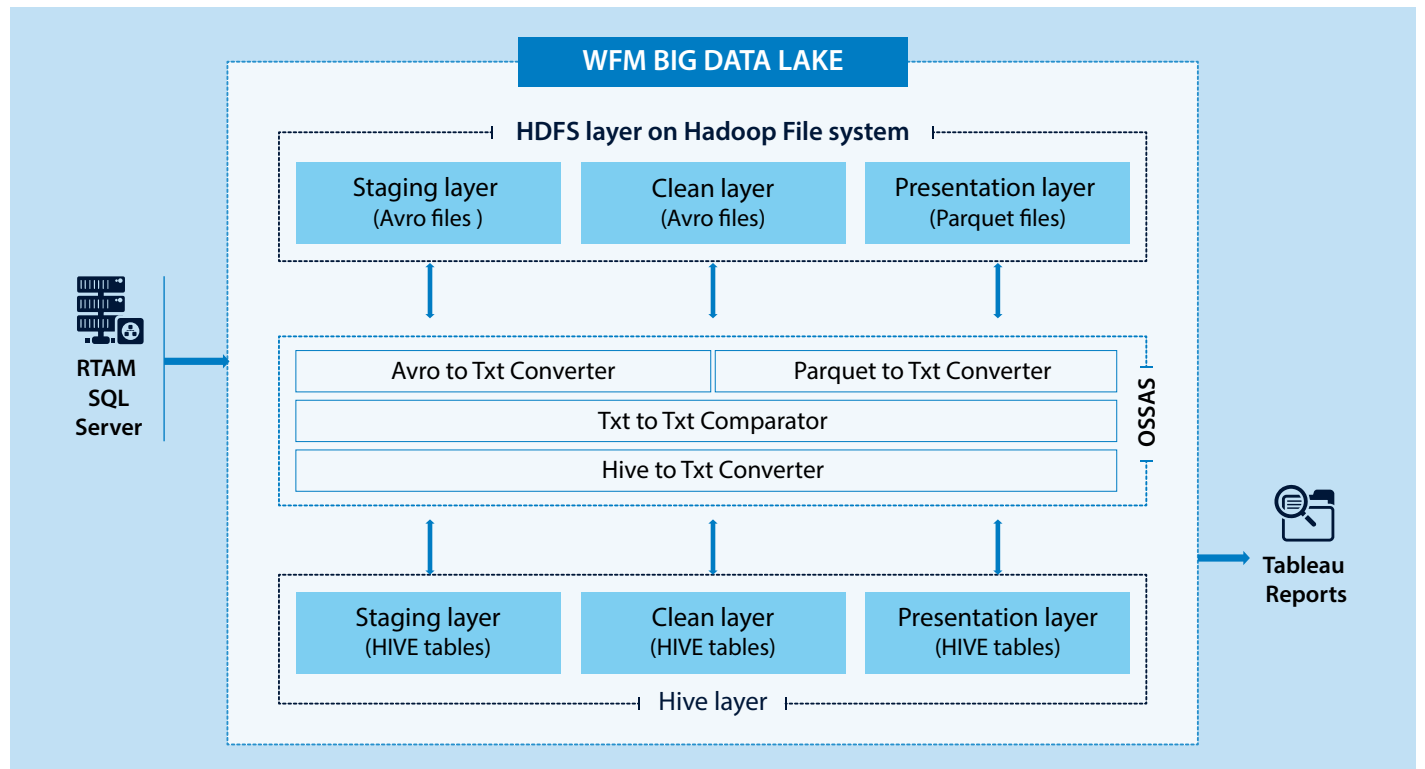 WFM BIG DATA LAKE
HDFS layer on Hadoop File system
Staging layer
(Avro files )
Clean layer
(Avro files)
Presentation layer
(Parquet files)
RTAM
SQL
Server
Avro to Txt Converter
Parquet to Txt Converter
Txt to Txt Comparator
Hive to Txt Converter
OSSAS
Staging layer
(HIVE tables)
Clean layer
(HIVE tables)
Presentation layer
(HIVE tables)
Hive layer
Tableau
Reports